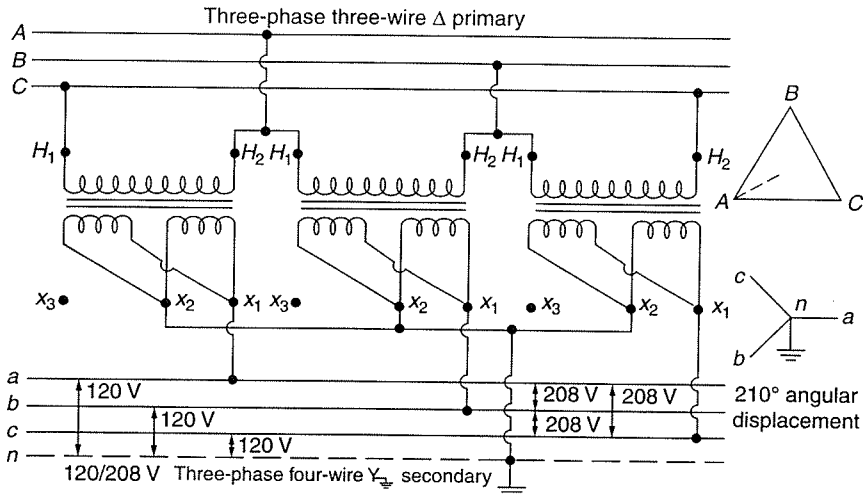 Three-phase three-wire Δ primary
A
B
C
H₁ H₂ H₁ H₂ H₁ H₂
B
A C
x₃ x₂ x₁ x₃ x₂ x₁ x₃ x₂ x₁
c
n
a
b
a 120 V 208 V 208 V 210° angular
b 120 V displacement
c 120 V 208 V
n
120/208 V Three-phase four-wire Y secondary